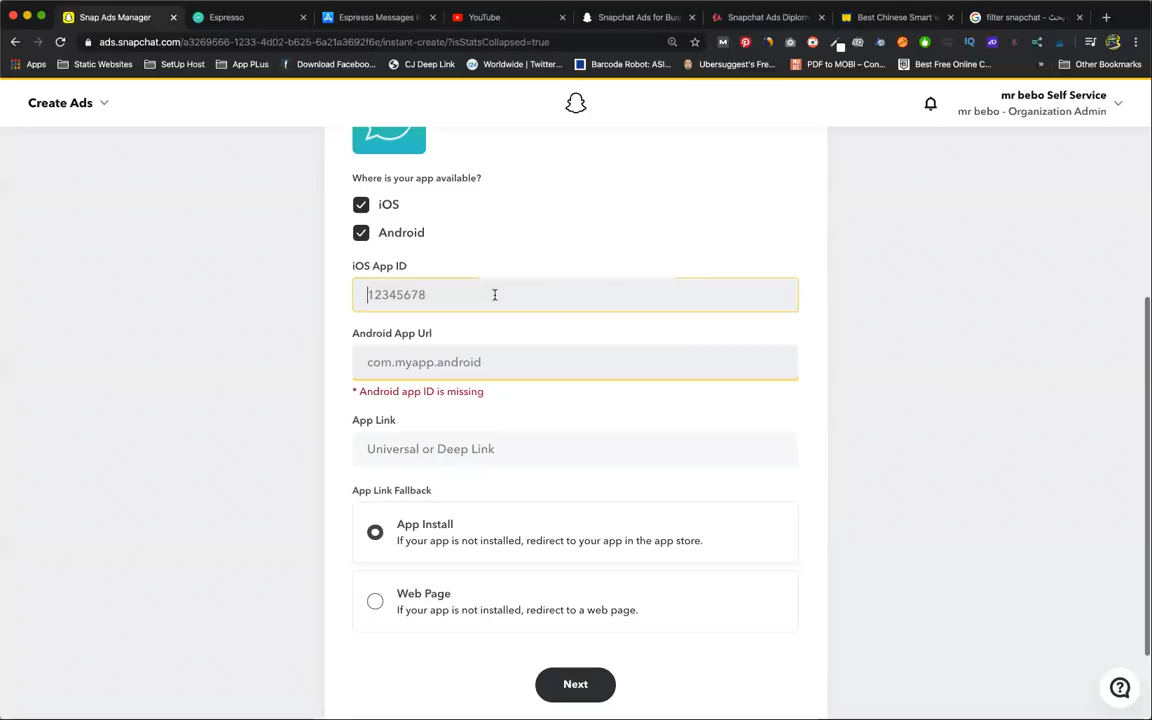 Snap Ads Manager
Espresso
Espresso Messages
YouTube
Snapchat Ads for Bus
Snapchat Ads Diplom
Best Chinese Smart
filter snapchat - بحث
ads.snapchat.com/a3269566-1233-4d02-b625-6a21a3692f6e/instant-create/?isStatsCollapsed=true
Apps
Static Websites
SetUp Host
App PLus
Download Faceboo...
CJ Deep Link
Worldwide | Twitter...
Barcode Robot: ASI...
Ubersuggest's Fre...
PDF to MOBI – Con...
Best Free Online C...
»
Other Bookmarks
Create Ads
mr bebo Self Service
mr bebo - Organization Admin
Where is your app available?
iOS
Android
iOS App ID
12345678
Android App Url
com.myapp.android
* Android app ID is missing
App Link
Universal or Deep Link
App Link Fallback
App Install
If your app is not installed, redirect to your app in the app store.
Web Page
If your app is not installed, redirect to a web page.
Next